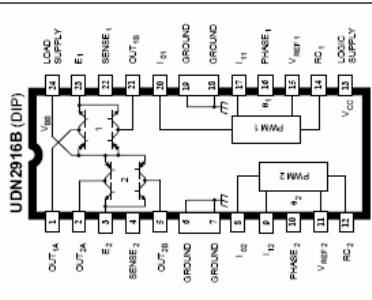 UDN2916B (DIP)
LOAD SUPPLY
E1
SENSE1
OUT1B
I01
GROUND
GROUND
I11
PHASE1
VREF1
RC1
LOGIC SUPPLY
24
23
22
21
20
19
18
17
16
15
14
13
VBB
1
2
θ1
PWM 1
VCC
PWM 2
θ2
1
2
3
4
5
6
7
8
9
10
11
12
OUT1A
OUT2A
E2
SENSE2
OUT2B
GROUND
GROUND
I02
I12
PHASE2
VREF2
RC2